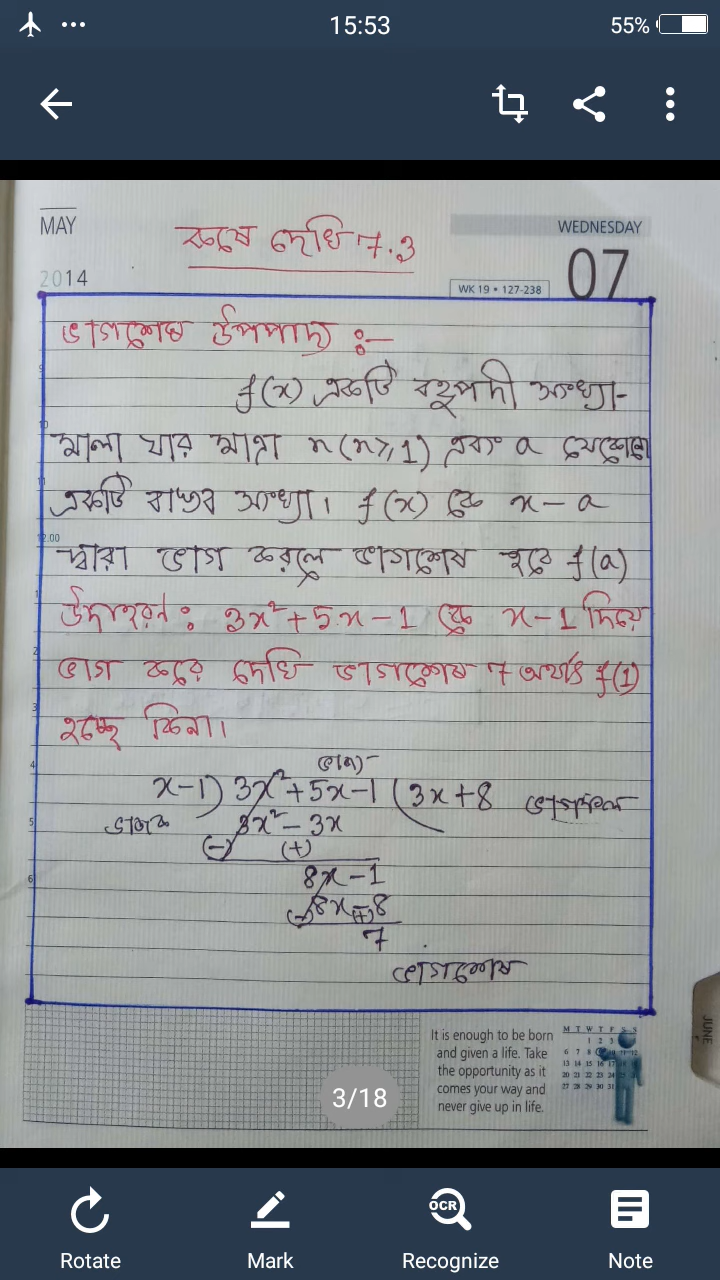 15:53
55%
MAY
2014
কষে দেখি 7.3
WEDNESDAY
07
WK 19 • 127-238
ভাগশেষ উপপাদ্য :-
f(x) একটি বহুপদী সংখ্যা-
মালা যার মাত্রা n(n≥1) এবং a যেকোনো
একটি বাস্তব সংখ্যা। f(x) কে x-a
12.00
দ্বারা ভাগ করলে ভাগশেষ হবে f(a)
উদাহরণ: 3x²+5x-1 কে x-1 দিয়ে
ভাগ করে দেখি ভাগশেষ 7 অর্থাৎ f(1)
হচ্ছে কিনা।
ভাজ্য
x-1) 3x²+5x-1 (3x+8 ভাগফল
ভাজক 3x²-3x
(-) (+)
8x-1
8x-8
(-) (+)
7
ভাগশেষ
It is enough to be born
and given a life. Take
the opportunity as it
comes your way and
never give up in life.
M T W T F S S
JUNE
3/18
Rotate
Mark
OCR
Recognize
Note